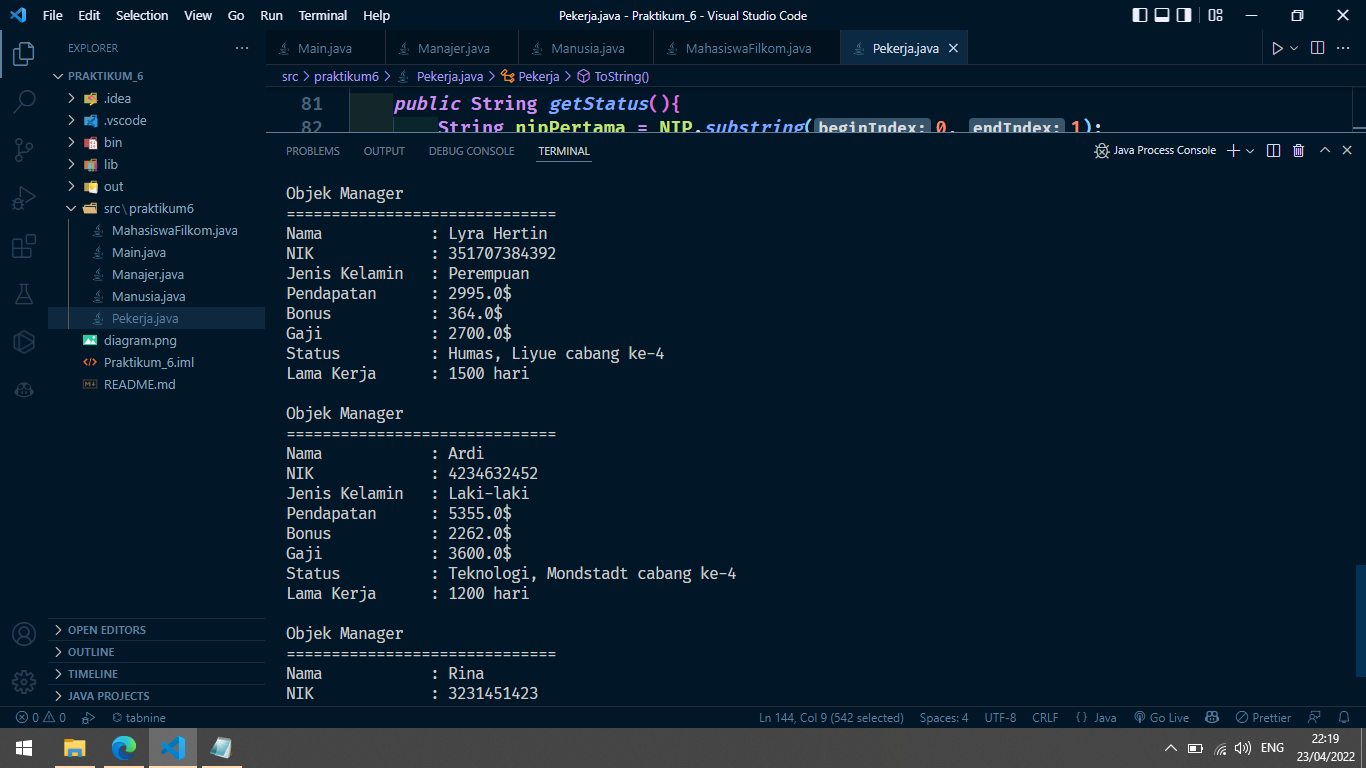 File Edit Selection View Go Run Terminal Help Pekerja.java - Praktikum_6 - Visual Studio Code
EXPLORER
PRAKTIKUM_6
.idea
.vscode
bin
lib
out
src\praktikum6
MahasiswaFilkom.java
Main.java
Manajer.java
Manusia.java
Pekerja.java
diagram.png
Praktikum_6.iml
README.md
OPEN EDITORS
OUTLINE
TIMELINE
JAVA PROJECTS
Main.java Manajer.java Manusia.java MahasiswaFilkom.java Pekerja.java
src > praktikum6 > Pekerja.java > Pekerja > ToString()
81 public String getStatus(){
82 String nipPertama = NIP.substring(beginIndex: 0, endIndex: 1);
PROBLEMS OUTPUT DEBUG CONSOLE TERMINAL Java Process Console
Objek Manager
==============================
Nama : Lyra Hertin
NIK : 351707384392
Jenis Kelamin : Perempuan
Pendapatan : 2995.0$
Bonus : 364.0$
Gaji : 2700.0$
Status : Humas, Liyue cabang ke-4
Lama Kerja : 1500 hari
Objek Manager
==============================
Nama : Ardi
NIK : 4234632452
Jenis Kelamin : Laki-laki
Pendapatan : 5355.0$
Bonus : 2262.0$
Gaji : 3600.0$
Status : Teknologi, Mondstadt cabang ke-4
Lama Kerja : 1200 hari
Objek Manager
==============================
Nama : Rina
NIK : 3231451423
0 0 tabnine Ln 144, Col 9 (542 selected) Spaces: 4 UTF-8 CRLF { } Java Go Live Prettier
ENG
22:19
23/04/2022